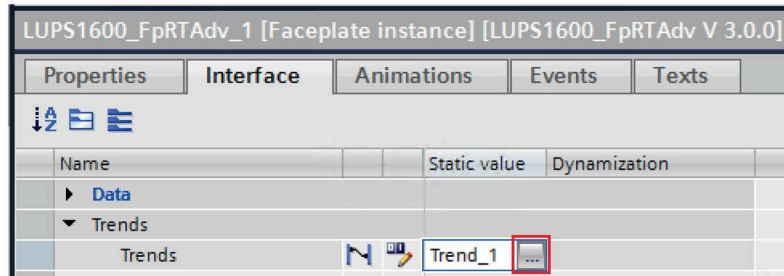 LUPS1600_FpRTAdv_1 [Faceplate instance] [LUPS1600_FpRTAdv V 3.0.0]
Properties Interface Animations Events Texts
Name Static value Dynamization
Data
Trends
Trends Trend_1 ...